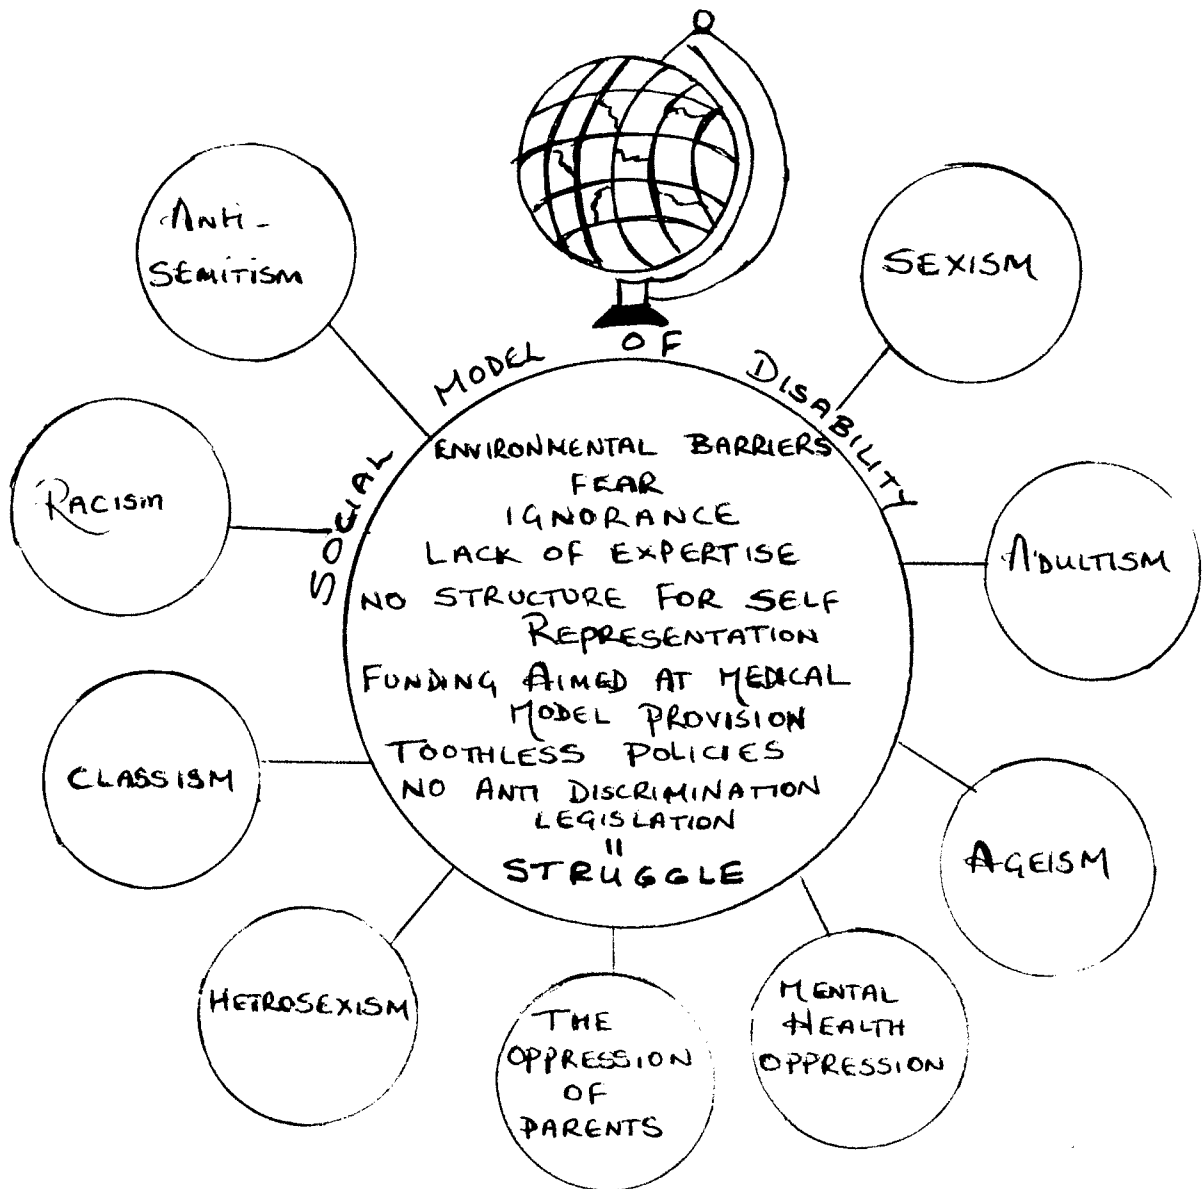 SOCIAL MODEL OF DISABILITY
ENVIRONMENTAL BARRIERS
FEAR
IGNORANCE
LACK OF EXPERTISE
NO STRUCTURE FOR SELF
REPRESENTATION
FUNDING AIMED AT MEDICAL
MODEL PROVISION
TOOTHLESS POLICIES
NO ANTI DISCRIMINATION
LEGISLATION
=
STRUGGLE
ANTI-
SEMITISM
RACISM
CLASSISM
HETROSEXISM
THE
OPPRESSION
OF
PARENTS
MENTAL
HEALTH
OPPRESSION
AGEISM
ADULTISM
SEXISM